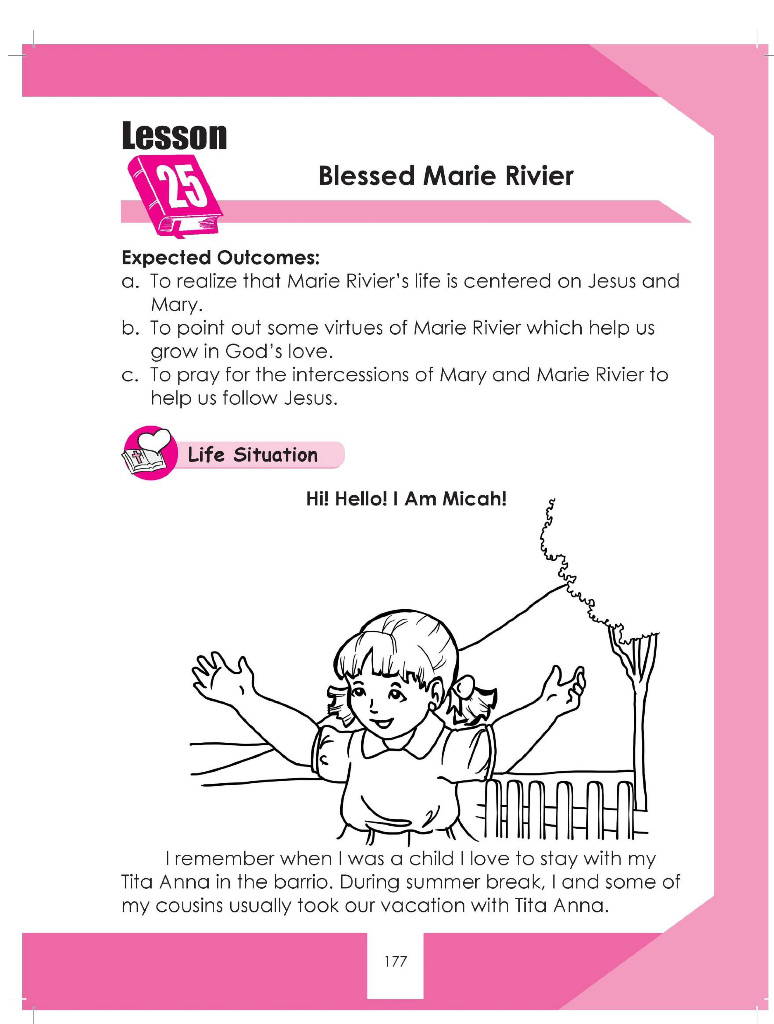 Lesson
25
Blessed Marie Rivier
Expected Outcomes:
a. To realize that Marie Rivier's life is centered on Jesus and
Mary.
b. To point out some virtues of Marie Rivier which help us
grow in God's love.
c. To pray for the intercessions of Mary and Marie Rivier to
help us follow Jesus.
Life Situation
Hi! Hello! I Am Micah!
I remember when I was a child I love to stay with my
Tita Anna in the barrio. During summer break, I and some of
my cousins usually took our vacation with Tita Anna.
177